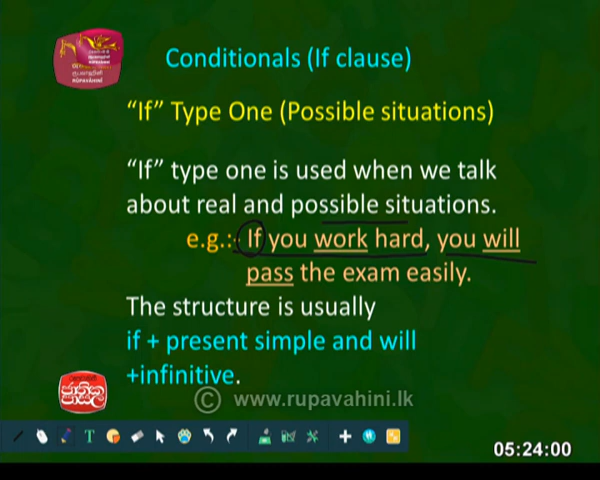 Conditionals (If clause)
“If” Type One (Possible situations)
“If” type one is used when we talk
about real and possible situations.
e.g.:- If you work hard, you will
pass the exam easily.
The structure is usually
if + present simple and will
+infinitive.
© www.rupavahini.lk
T
05:24:00